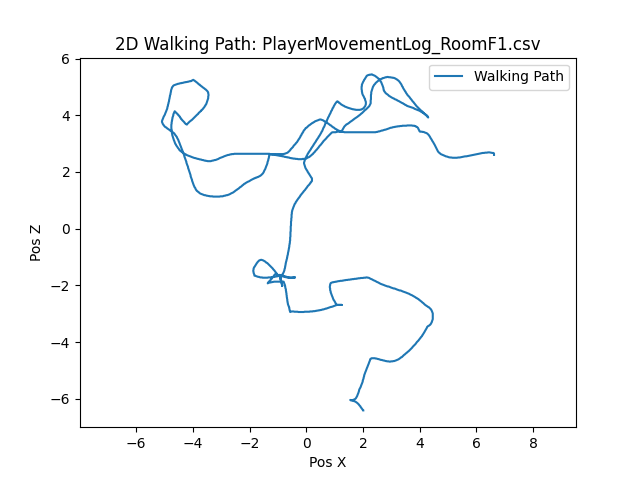 2D Walking Path: PlayerMovementLog_RoomF1.csv
Walking Path
6
4
2
0
−2
−4
−6
Pos Z
−6 −4 −2 0 2 4 6 8
Pos X